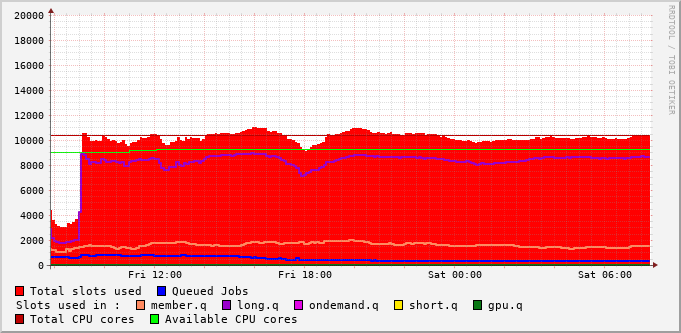 20000
18000
16000
14000
12000
10000
8000
6000
4000
2000
0
Fri 12:00 Fri 18:00 Sat 00:00 Sat 06:00
Total slots used Queued Jobs
Slots used in : member.q long.q ondemand.q short.q gpu.q
Total CPU cores Available CPU cores
RRDTOOL / TOBI OETIKER